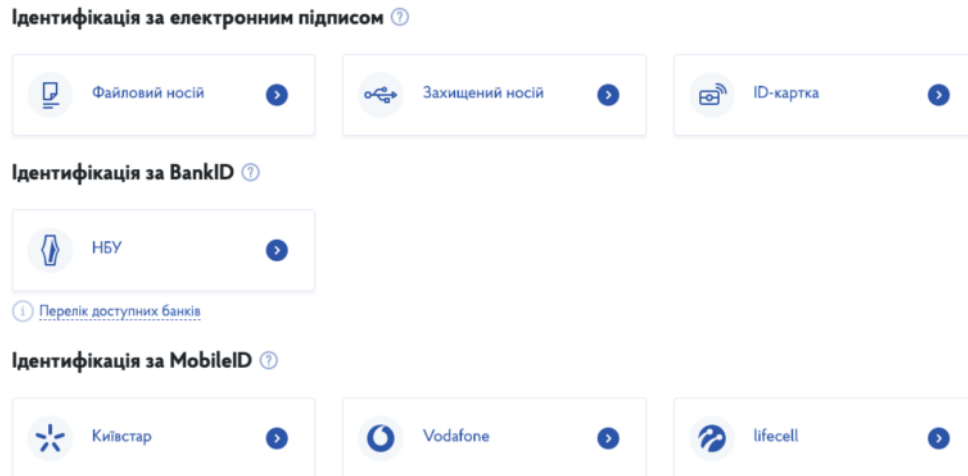 Ідентифікація за електронним підписом
Файловий носій
Захищений носій
ID-картка
Ідентифікація за BankID
НБУ
Перелік доступних банків
Ідентифікація за MobileID
Київстар
Vodafone
lifecell